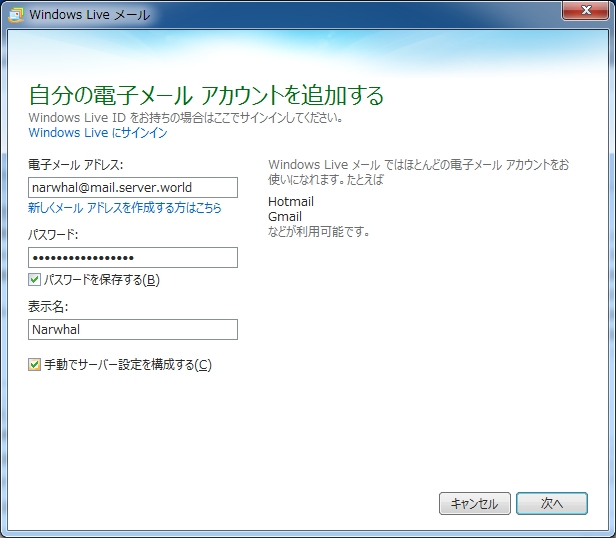 Windows Live メール
自分の電子メール アカウントを追加する
Windows Live ID をお持ちの場合はここでサインインしてください。
Windows Live にサインイン
電子メール アドレス:
narwhal@mail.server.world
新しくメール アドレスを作成する方はこちら
パスワード:
•••••••••••••••••
パスワードを保存する(B)
表示名:
Narwhal
手動でサーバー設定を構成する(C)
Windows Live メール ではほとんどの電子メール アカウントをお
使いになれます。たとえば
Hotmail
Gmail
などが利用可能です。
キャンセル
次へ